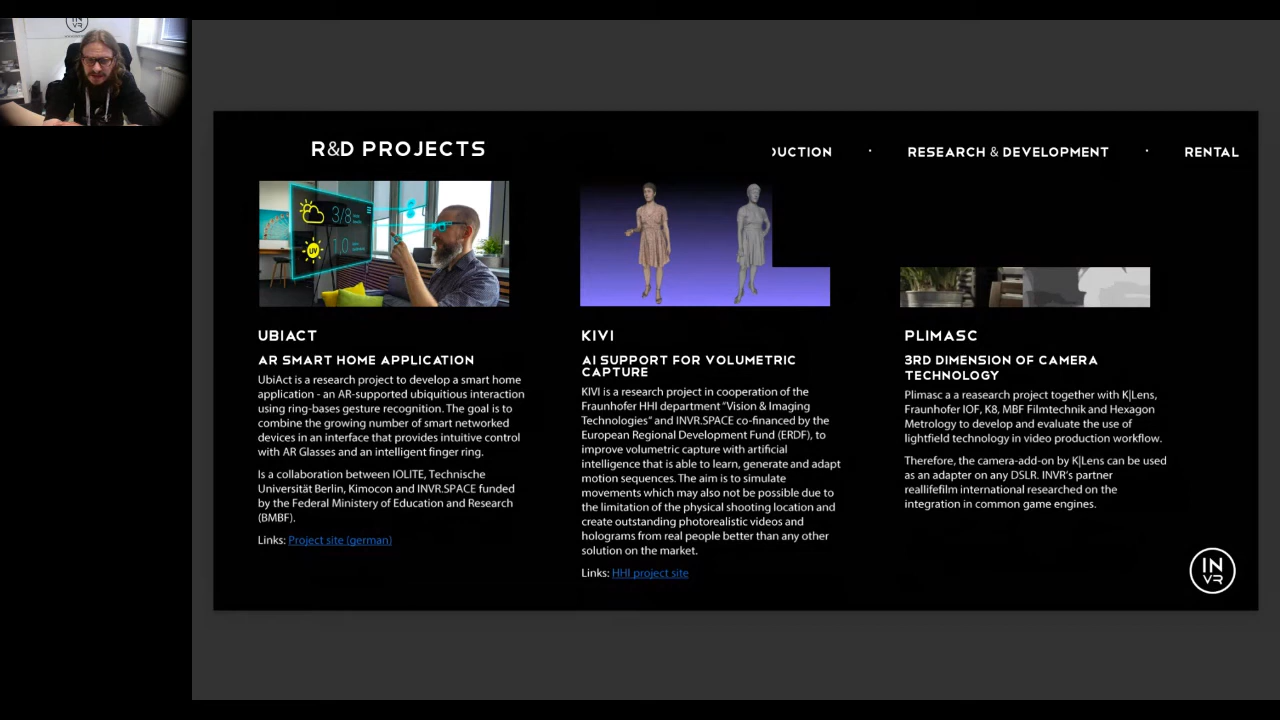 IN
VR
R&D PROJECTS
UCTION
·
RESEARCH & DEVELOPMENT
·
RENTAL
3/8
UV
1.0
UBIACT
AR SMART HOME APPLICATION
UbiAct is a research project to develop a smart home
application - an AR-supported ubiquitious interaction
using ring-bases gesture recognition. The goal is to
combine the growing number of smart networked
devices in an interface that provides intuitive control
with AR Glasses and an intelligent finger ring.
Is a collaboration between IOLITE, Technische
Universität Berlin, Kimocon and INVR.SPACE funded
by the Federal Ministry of Education and Research
(BMBF).
Links: Project site (german)
KIVI
AI SUPPORT FOR VOLUMETRIC
CAPTURE
KIVI is a research project in cooperation of the
Fraunhofer HHI department "Vision & Imaging
Technologies" and INVR.SPACE co-financed by the
European Regional Development Fund (ERDF), to
improve volumetric capture with artificial
intelligence that is able to learn, generate and adapt
motion sequences. The aim is to simulate
movements which may also not be possible due to
the limitation of the physical shooting location and
create outstanding photorealistic videos and
holograms from real people better than any other
solution on the market.
Links: HHI project site
PLIMASC
3RD DIMENSION OF CAMERA
TECHNOLOGY
Plimasc a a reasearch project together with K|Lens,
Fraunhofer IOF, K8, MBF Filmtechnik and Hexagon
Metrology to develop and evaluate the use of
lightfield technology in video production workflow.
Therefore, the camera-add-on by K|Lens can be used
as an adapter on any DSLR. INVR's partner
reallifefilm international researched on the
integration in common game engines.
IN
VR